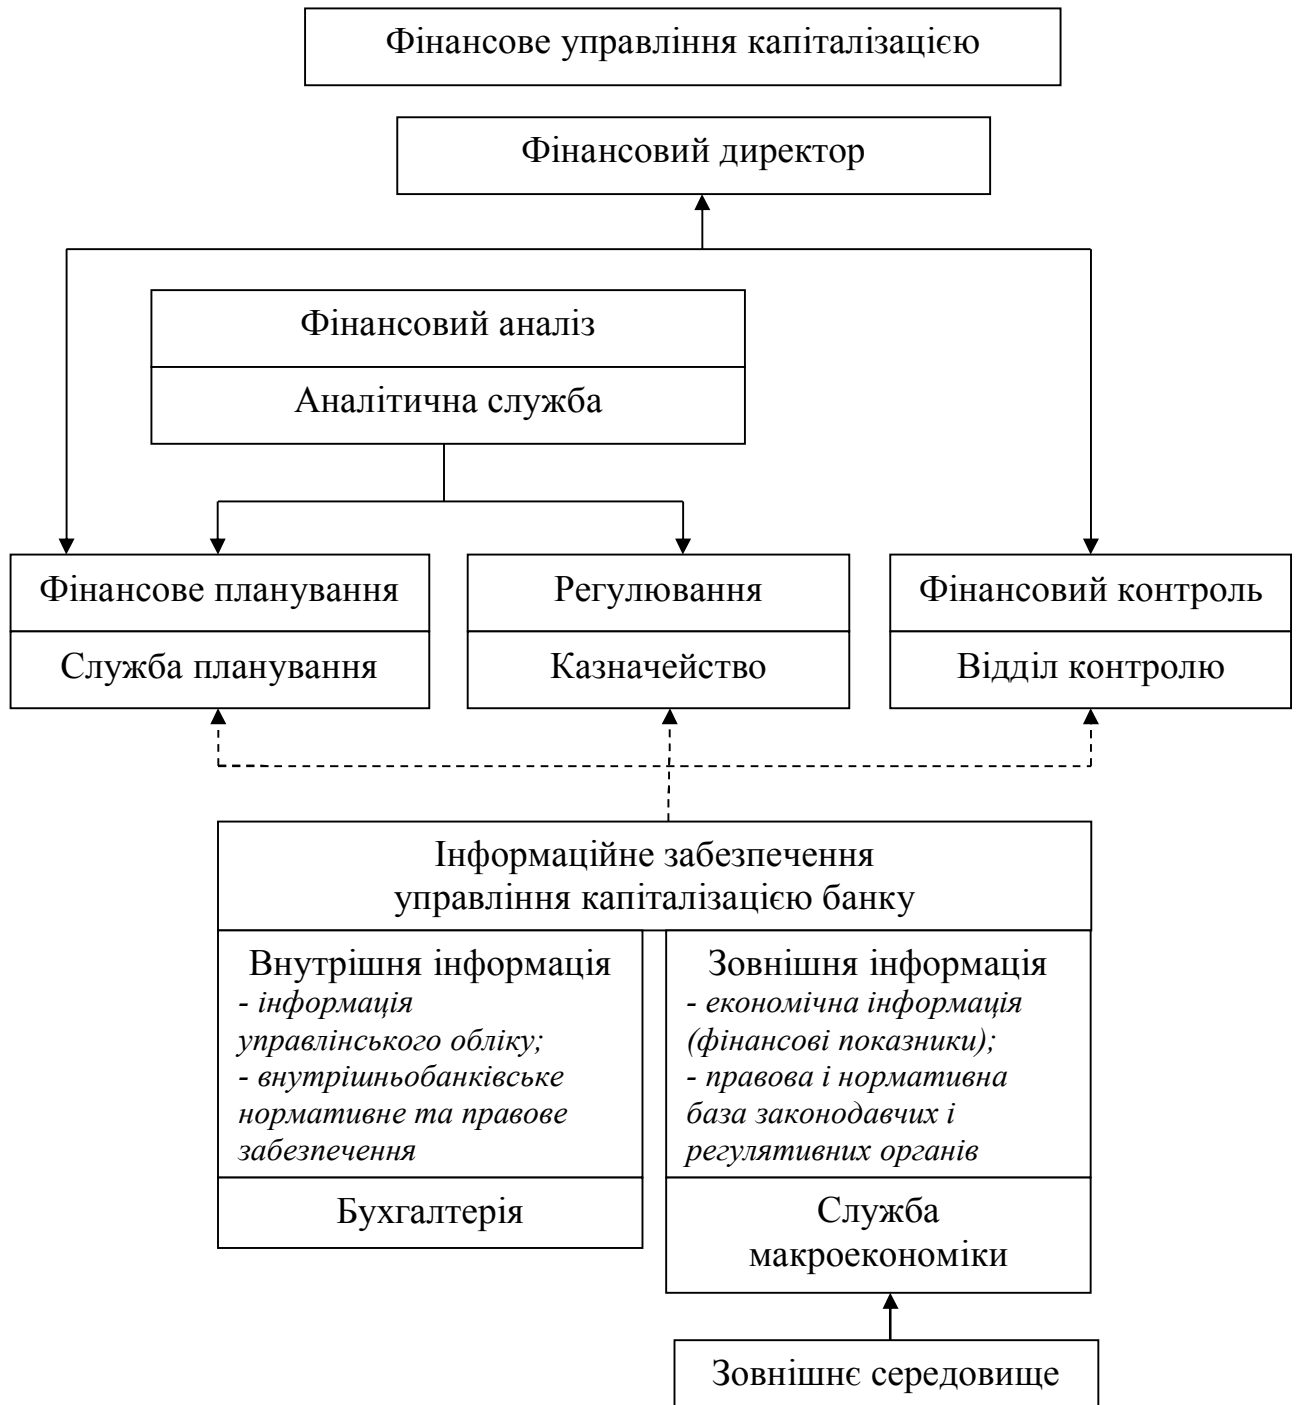 Фінансове управління капіталізацією
Фінансовий директор
Фінансовий аналіз
Аналітична служба
Фінансове планування
Служба планування
Регулювання
Казначейство
Фінансовий контроль
Відділ контролю
Інформаційне забезпечення
управління капіталізацією банку
Внутрішня інформація
- інформація
управлінського обліку;
- внутрішньобанківське
нормативне та правове
забезпечення
Бухгалтерія
Зовнішня інформація
- економічна інформація
(фінансові показники);
- правова і нормативна
база законодавчих і
регулятивних органів
Служба
макроекономіки
Зовнішнє середовище